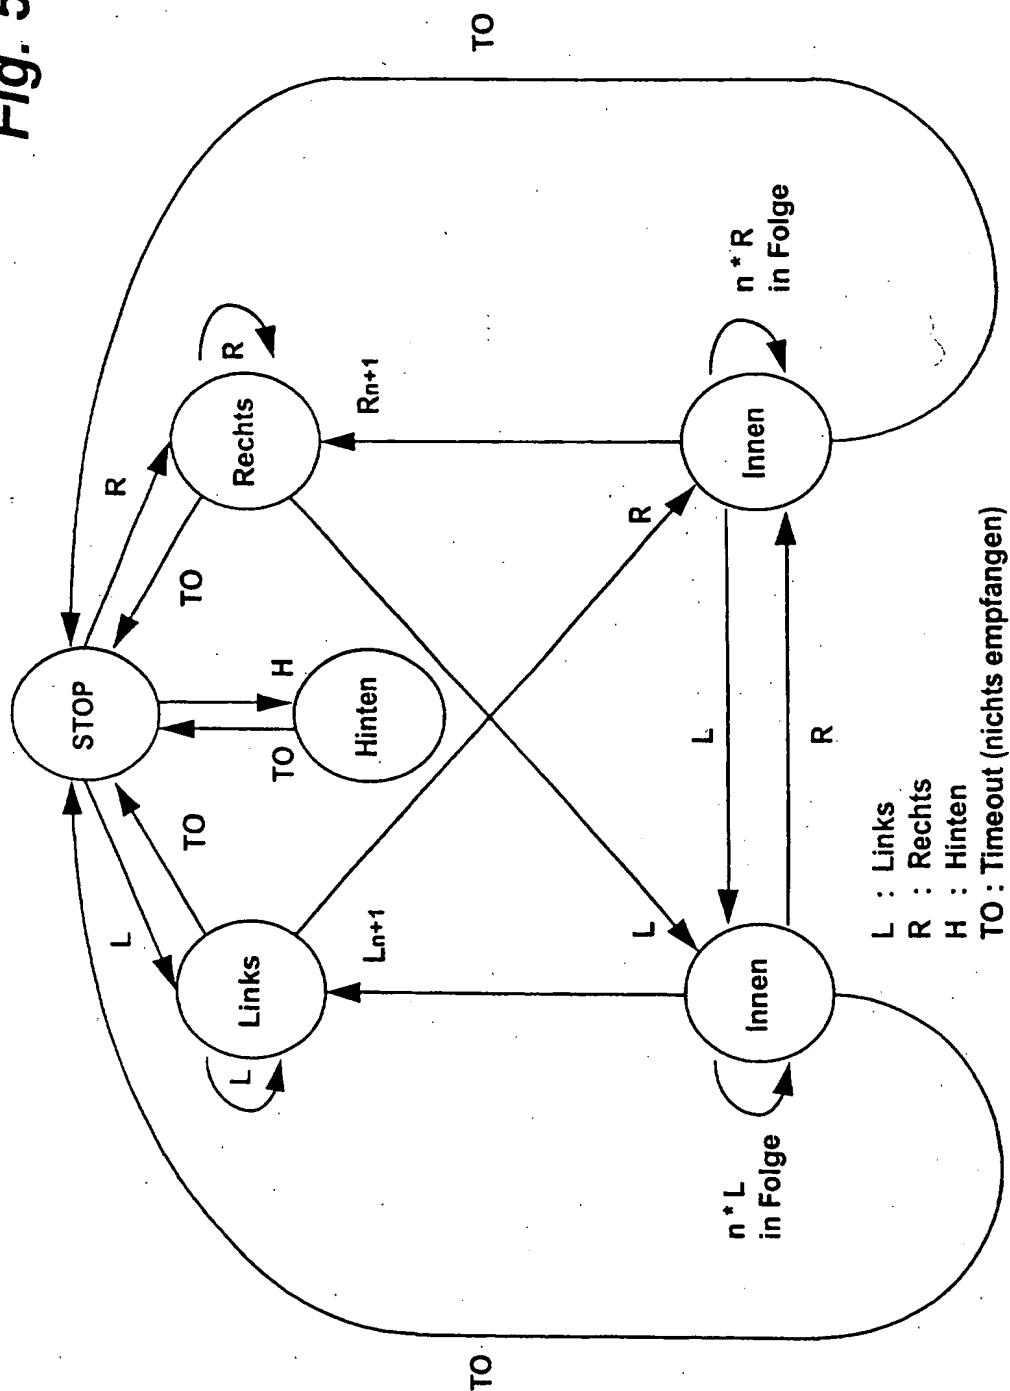 Fig. 5
STOP
L
R
TO
TO
TO
H
Links
L
Hinten
Rechts
R
Ln+1
Rn+1
TO
TO
L
R
L
R
Innen
Innen
n * L
in Folge
n * R
in Folge
L : Links
R : Rechts
H : Hinten
TO : Timeout (nichts empfangen)